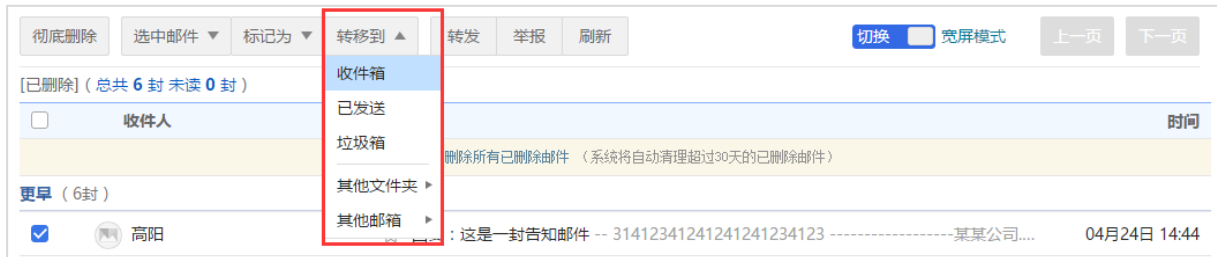 彻底删除 选中邮件 ▼ 标记为 ▼ 转移到 ▲ 转发 举报 刷新 切换 宽屏模式 上一页 下一页
收件箱
[已删除] ( 总共 6 封 未读 0 封 )
已发送
收件人 时间
垃圾箱
删除所有已删除邮件 （系统将自动清理超过30天的已删除邮件）
其他文件夹
更早（6封）
其他邮箱
高阳 ：这是一封告知邮件 -- 31412341241241241234123 ------------------某某公司.... 04月24日 14:44